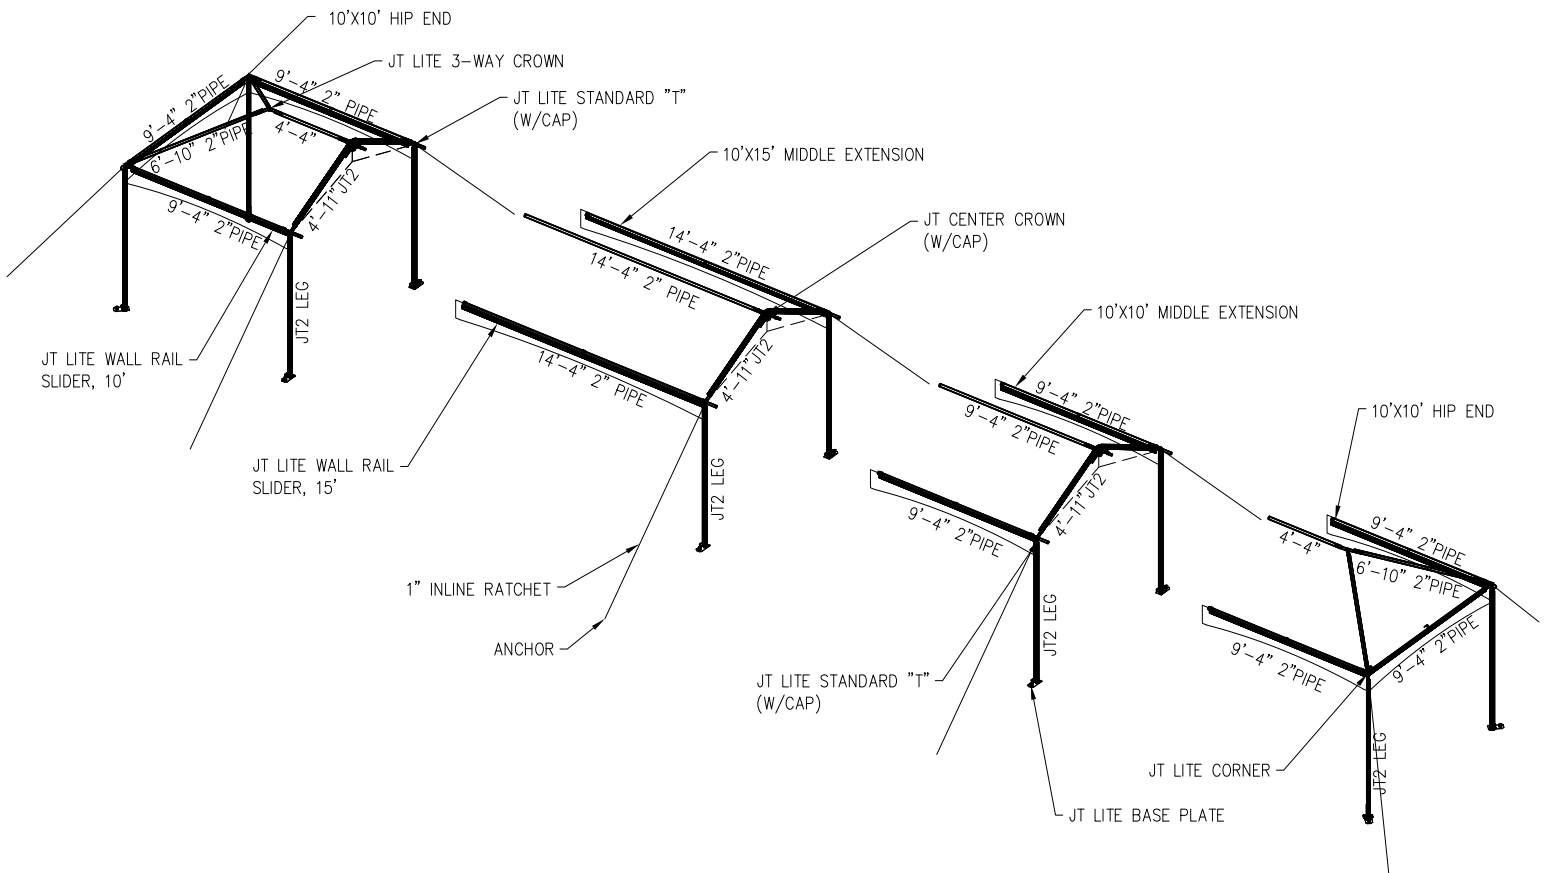 10'X10' HIP END
JT LITE 3-WAY CROWN
9'-4" 2" PIPE
JT LITE STANDARD "T"
(W/CAP)
9'-4" 2"PIPE
4'-4"
6'-10" 2"PIPE
10'X15' MIDDLE EXTENSION
4'-11" JT2
9'-4" 2"PIPE
JT CENTER CROWN
(W/CAP)
14'-4" 2"PIPE
14'-4" 2" PIPE
JT2 LEG
10'X10' MIDDLE EXTENSION
JT LITE WALL RAIL
SLIDER, 10'
14'-4" 2" PIPE
4'-11" JT2
9'-4" 2"PIPE
10'X10' HIP END
9'-4" 2"PIPE
JT LITE WALL RAIL
SLIDER, 15'
JT2 LEG
4'-11" JT2
9'-4" 2"PIPE
9'-4" 2"PIPE
4'-4"
6'-10" 2"PIPE
1" INLINE RATCHET
JT2 LEG
ANCHOR
9'-4" 2"PIPE
9'-4" 2"PIPE
JT LITE STANDARD "T"
(W/CAP)
JT2 LEG
JT LITE CORNER
JT LITE BASE PLATE